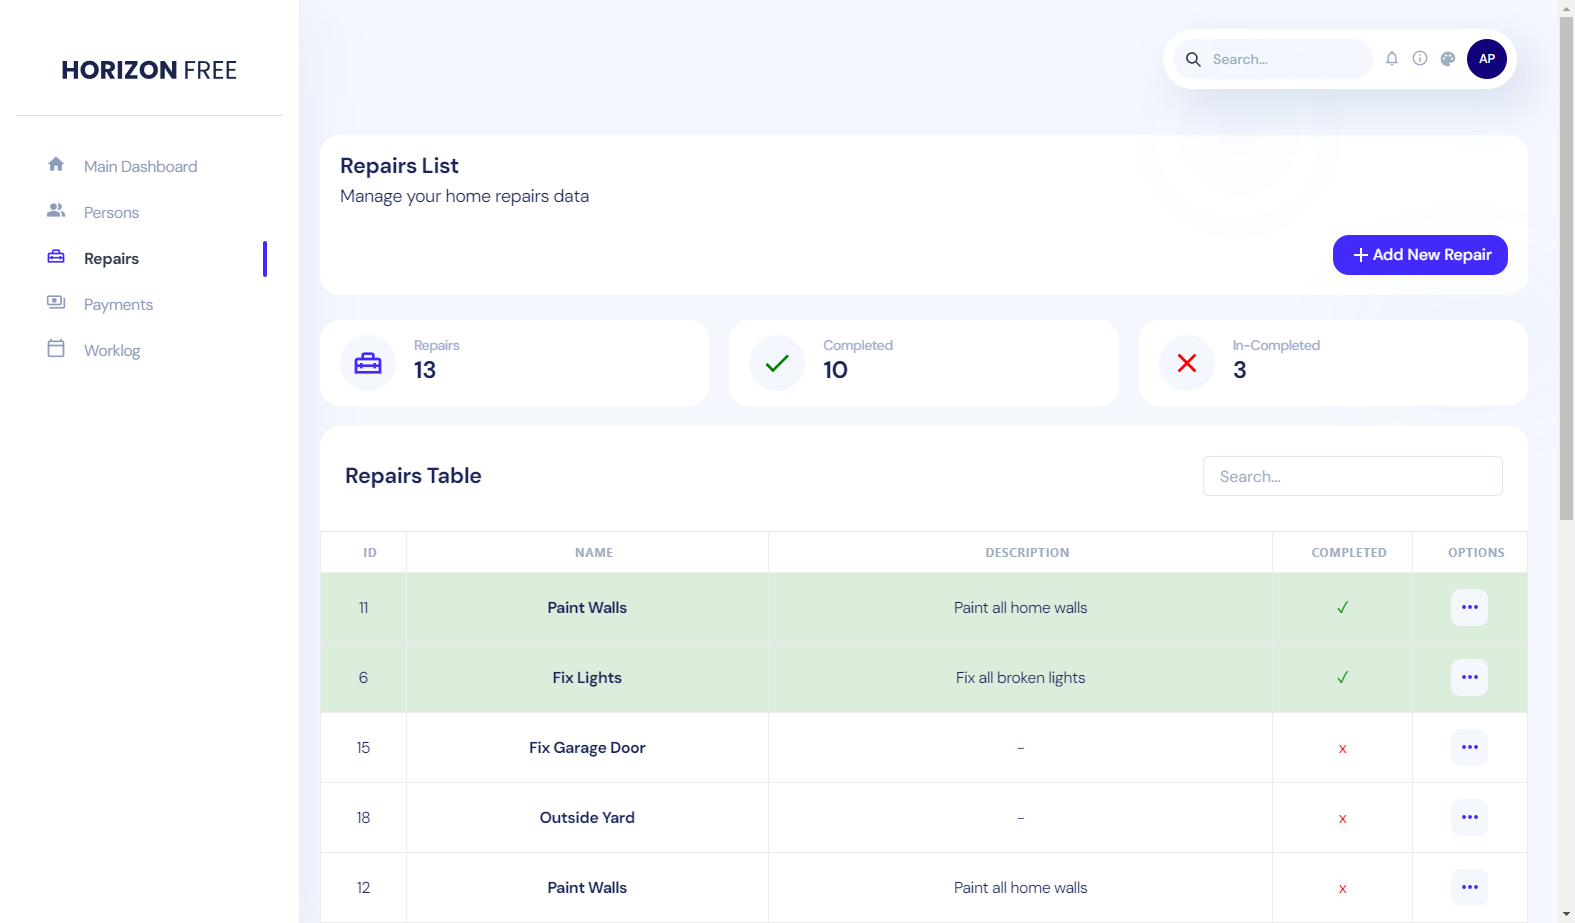 HORIZON FREE
Main Dashboard
Persons
Repairs
Payments
Worklog
Search...
AP
Repairs List
Manage your home repairs data
+ Add New Repair
Repairs
13
Completed
10
In-Completed
3
Repairs Table
Search...
ID NAME DESCRIPTION COMPLETED OPTIONS
11 Paint Walls Paint all home walls ✓ •••
6 Fix Lights Fix all broken lights ✓ •••
15 Fix Garage Door - x •••
18 Outside Yard - x •••
12 Paint Walls Paint all home walls x •••